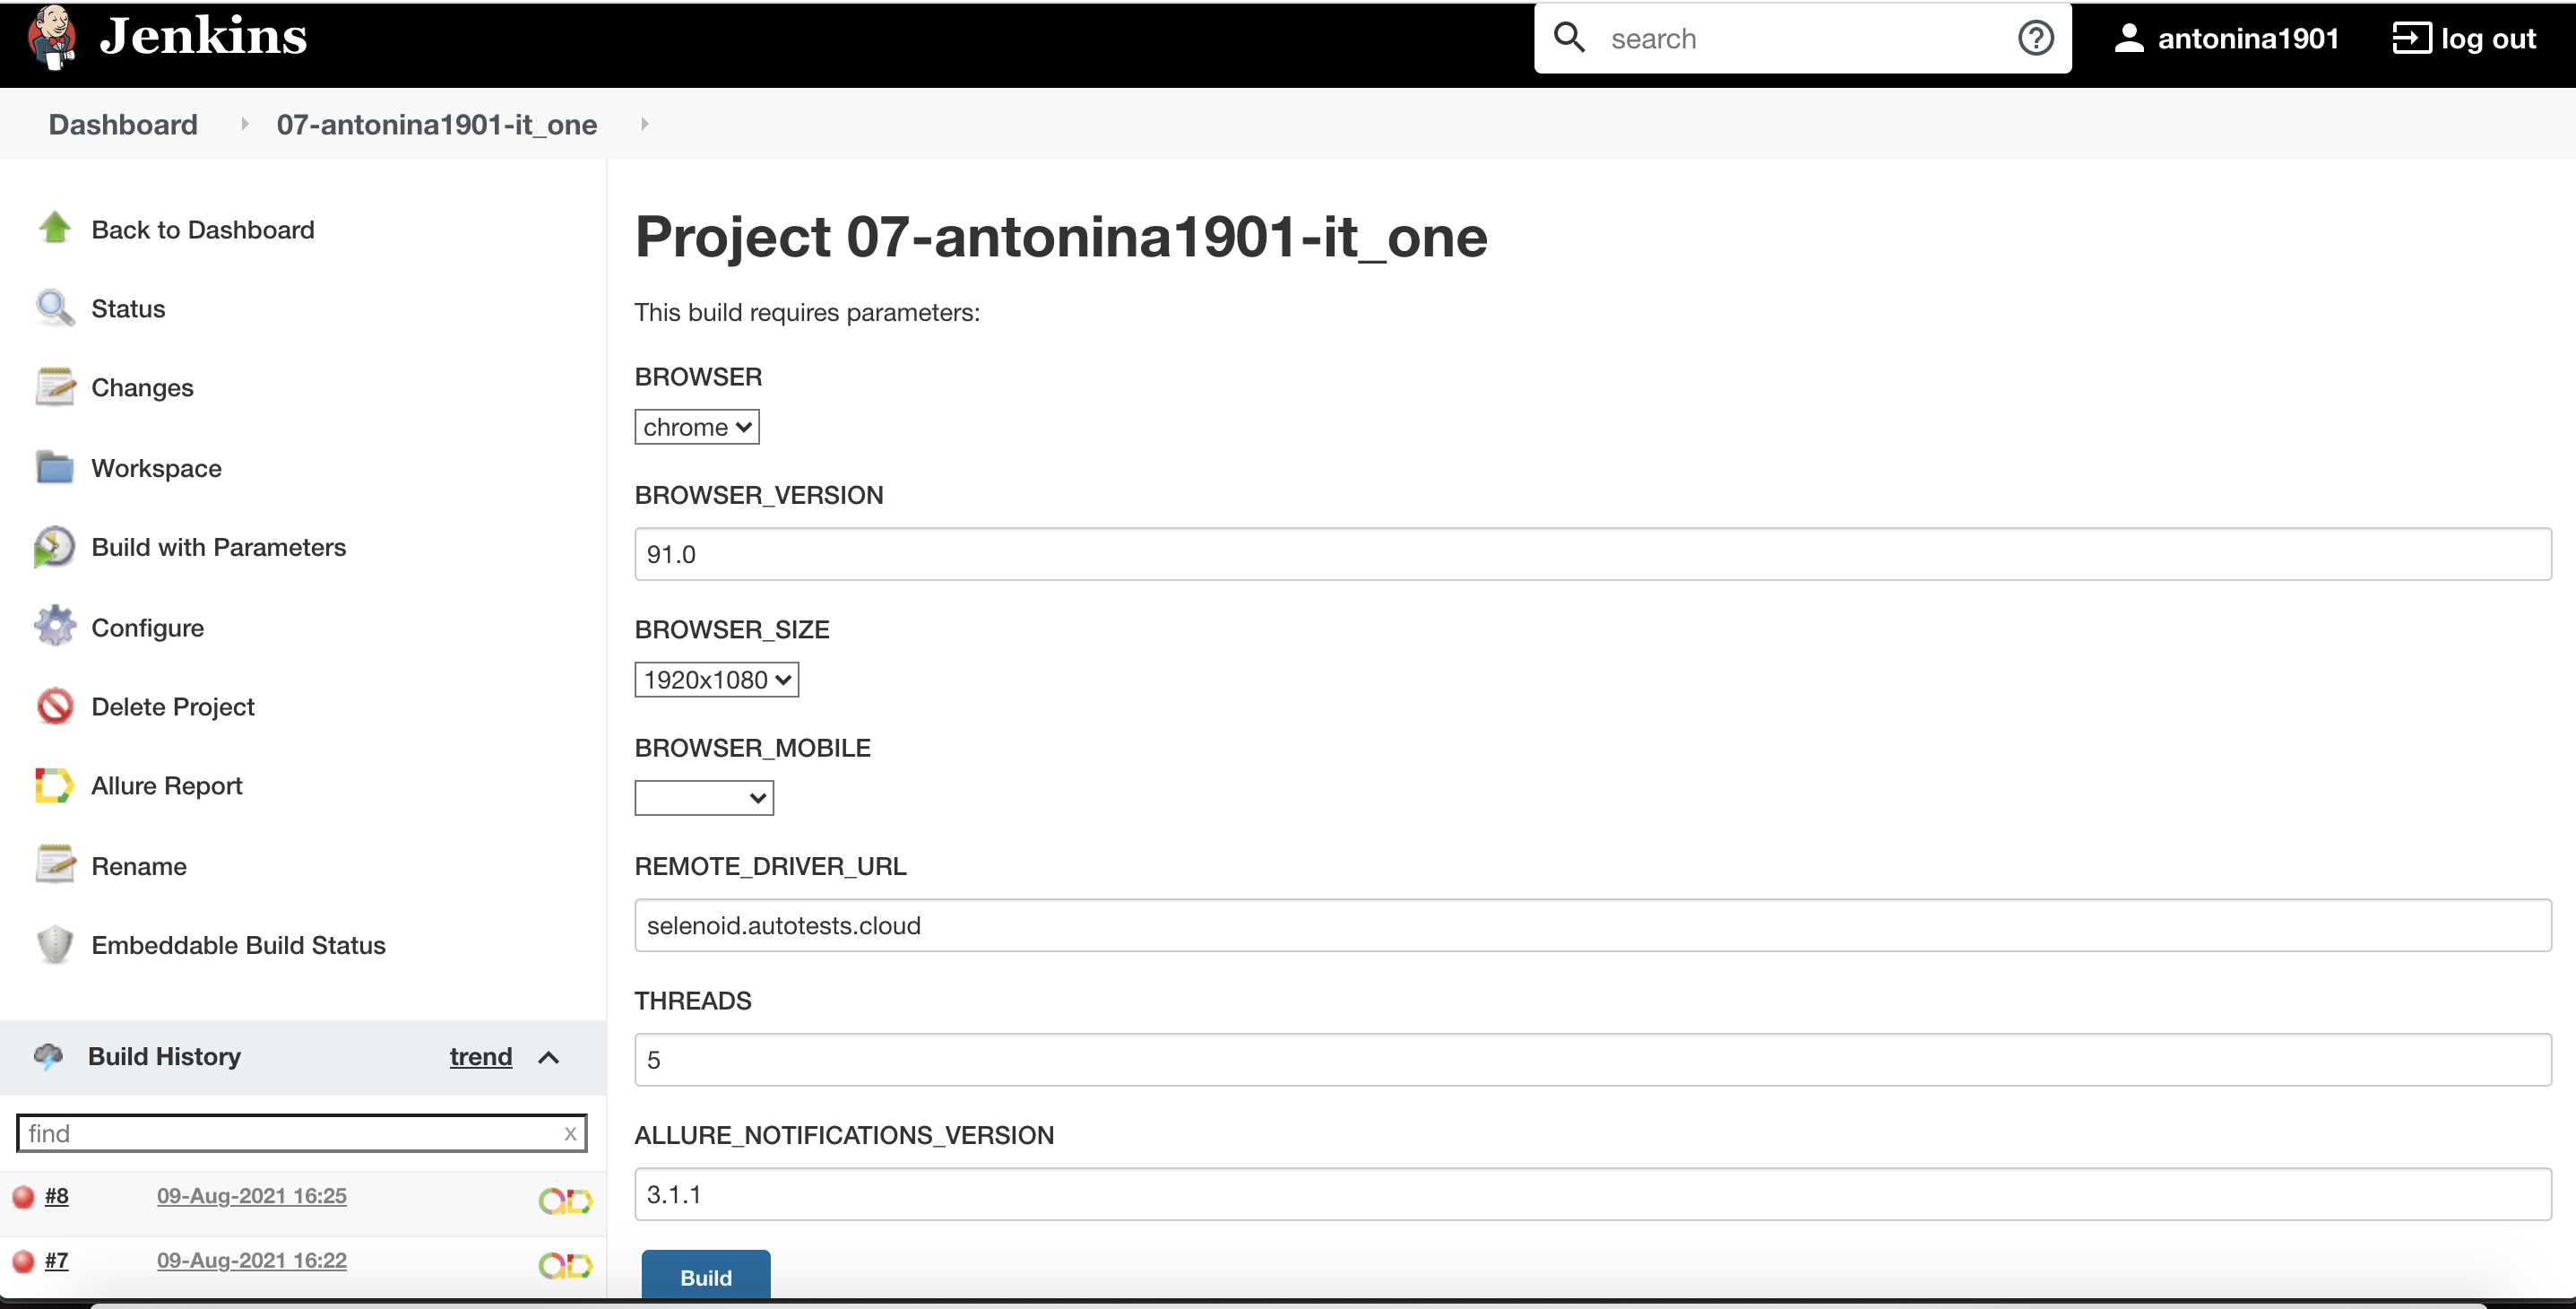 Jenkins
search
antonina1901
log out
Dashboard
07-antonina1901-it_one
Back to Dashboard
Status
Changes
Workspace
Build with Parameters
Configure
Delete Project
Allure Report
Rename
Embeddable Build Status
Build History
trend
find
x
#8
09-Aug-2021 16:25
#7
09-Aug-2021 16:22
Project 07-antonina1901-it_one
This build requires parameters:
BROWSER
chrome
BROWSER_VERSION
91.0
BROWSER_SIZE
1920x1080
BROWSER_MOBILE
REMOTE_DRIVER_URL
selenoid.autotests.cloud
THREADS
5
ALLURE_NOTIFICATIONS_VERSION
3.1.1
Build